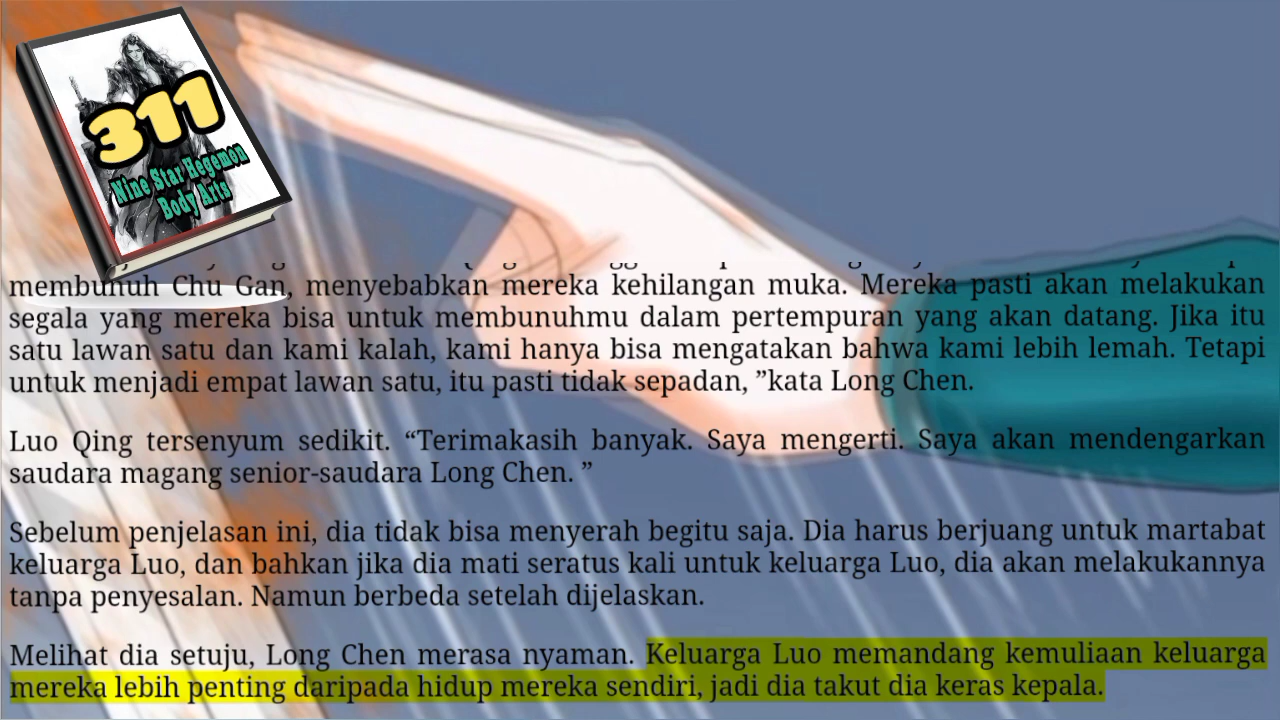 311
Nine Star Hegemon
Body Arts
membunuh Chu Gan, menyebabkan mereka kehilangan muka. Mereka pasti akan melakukan
segala yang mereka bisa untuk membunuhmu dalam pertempuran yang akan datang. Jika itu
satu lawan satu dan kami kalah, kami hanya bisa mengatakan bahwa kami lebih lemah. Tetapi
untuk menjadi empat lawan satu, itu pasti tidak sepadan, ”kata Long Chen.
Luo Qing tersenyum sedikit. “Terimakasih banyak. Saya mengerti. Saya akan mendengarkan
saudara magang senior-saudara Long Chen. ”
Sebelum penjelasan ini, dia tidak bisa menyerah begitu saja. Dia harus berjuang untuk martabat
keluarga Luo, dan bahkan jika dia mati seratus kali untuk keluarga Luo, dia akan melakukannya
tanpa penyesalan. Namun berbeda setelah dijelaskan.
Melihat dia setuju, Long Chen merasa nyaman. Keluarga Luo memandang kemuliaan keluarga
mereka lebih penting daripada hidup mereka sendiri, jadi dia takut dia keras kepala.